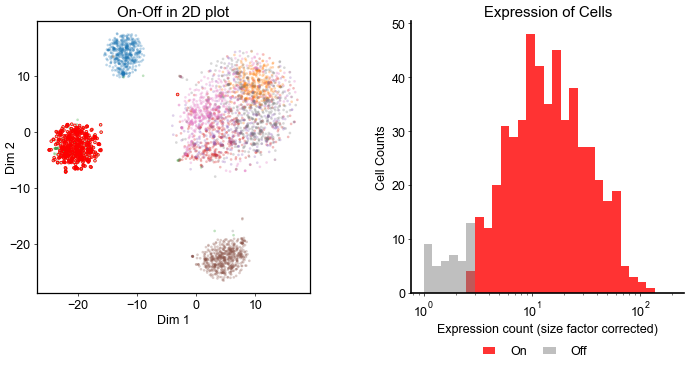 On-Off in 2D plot
Dim 2
10
0
−10
−20
−20
−10
0
10
Dim 1
Expression of Cells
Cell Counts
50
40
30
20
10
0
10⁰
10¹
10²
Expression count (size factor corrected)
On
Off